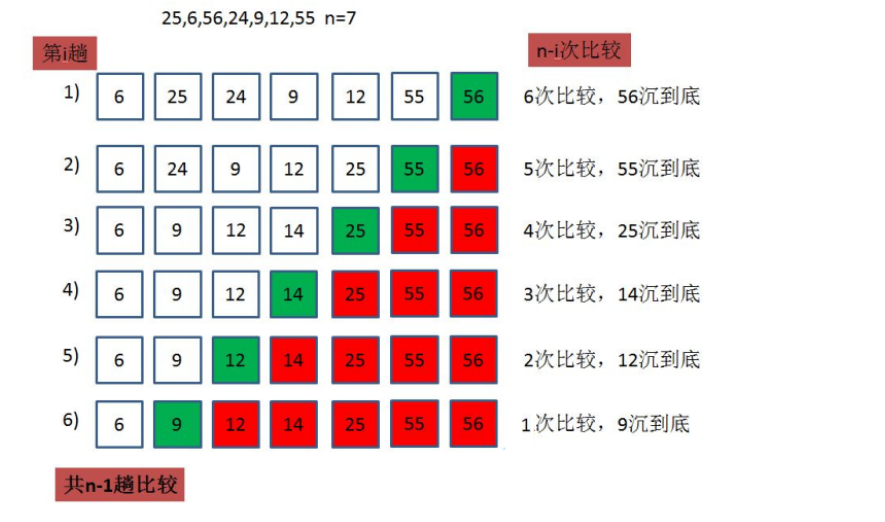 25,6,56,24,9,12,55 n=7
第i趟 n-i次比较
1) 6 25 24 9 12 55 56 6次比较，56沉到底
2) 6 24 9 12 25 55 56 5次比较，55沉到底
3) 6 9 12 14 25 55 56 4次比较，25沉到底
4) 6 9 12 14 25 55 56 3次比较，14沉到底
5) 6 9 12 14 25 55 56 2次比较，12沉到底
6) 6 9 12 14 25 55 56 1次比较，9沉到底
共n-1趟比较